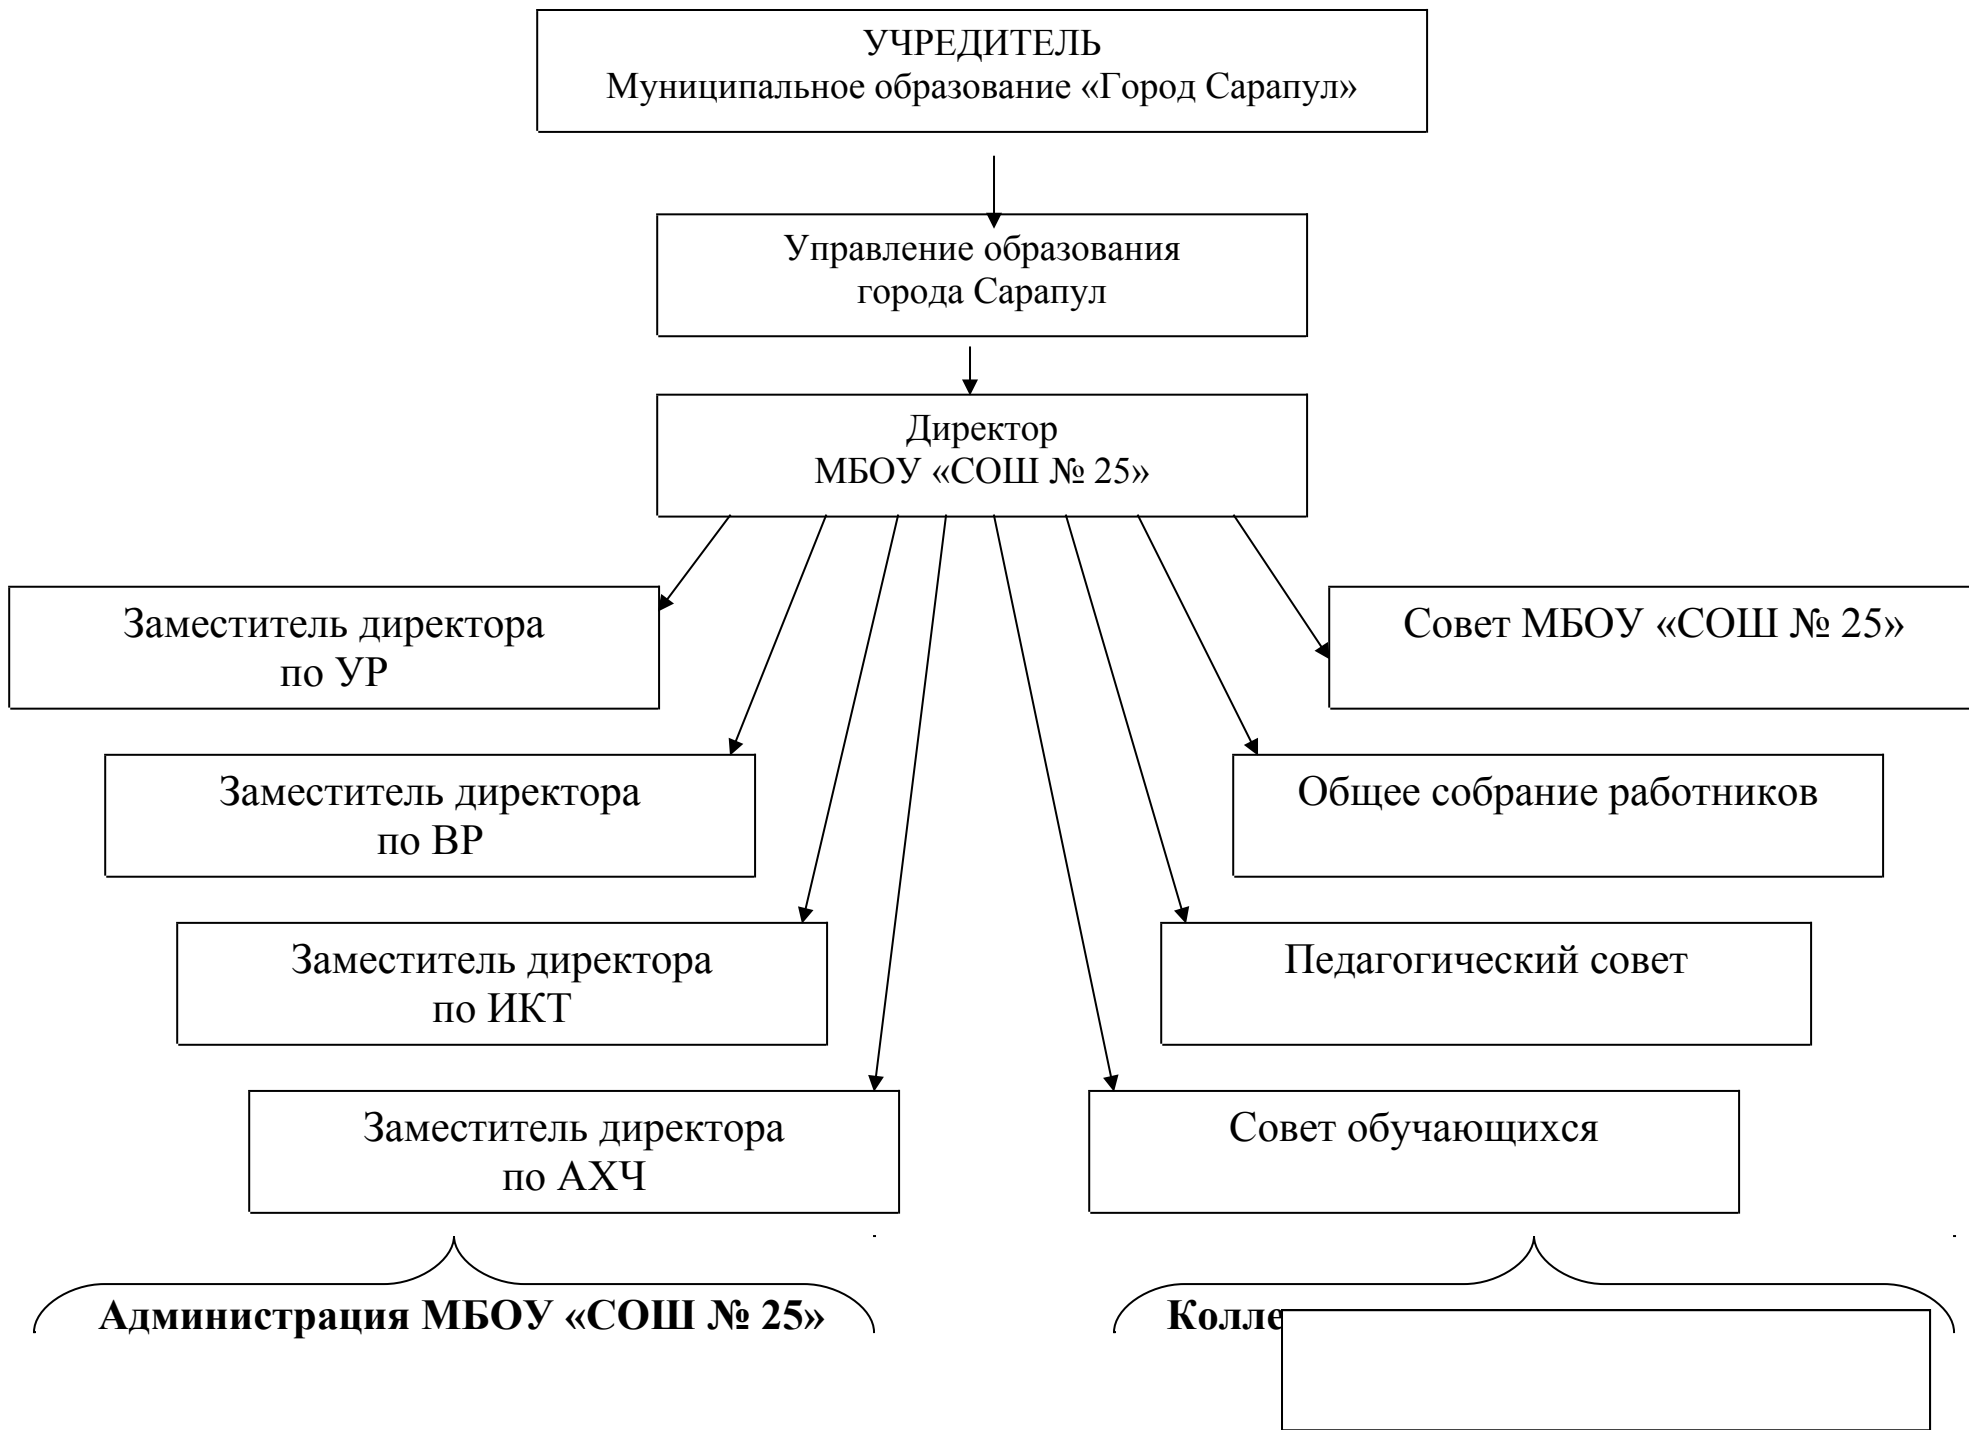 УЧРЕДИТЕЛЬ
Муниципальное образование «Город Сарапул»
Управление образования
города Сарапул
Директор
МБОУ «СОШ № 25»
Заместитель директора
по УР
Совет МБОУ «СОШ № 25»
Заместитель директора
по ВР
Общее собрание работников
Заместитель директора
по ИКТ
Педагогический совет
Заместитель директора
по АХЧ
Совет обучающихся
Администрация МБОУ «СОШ № 25»